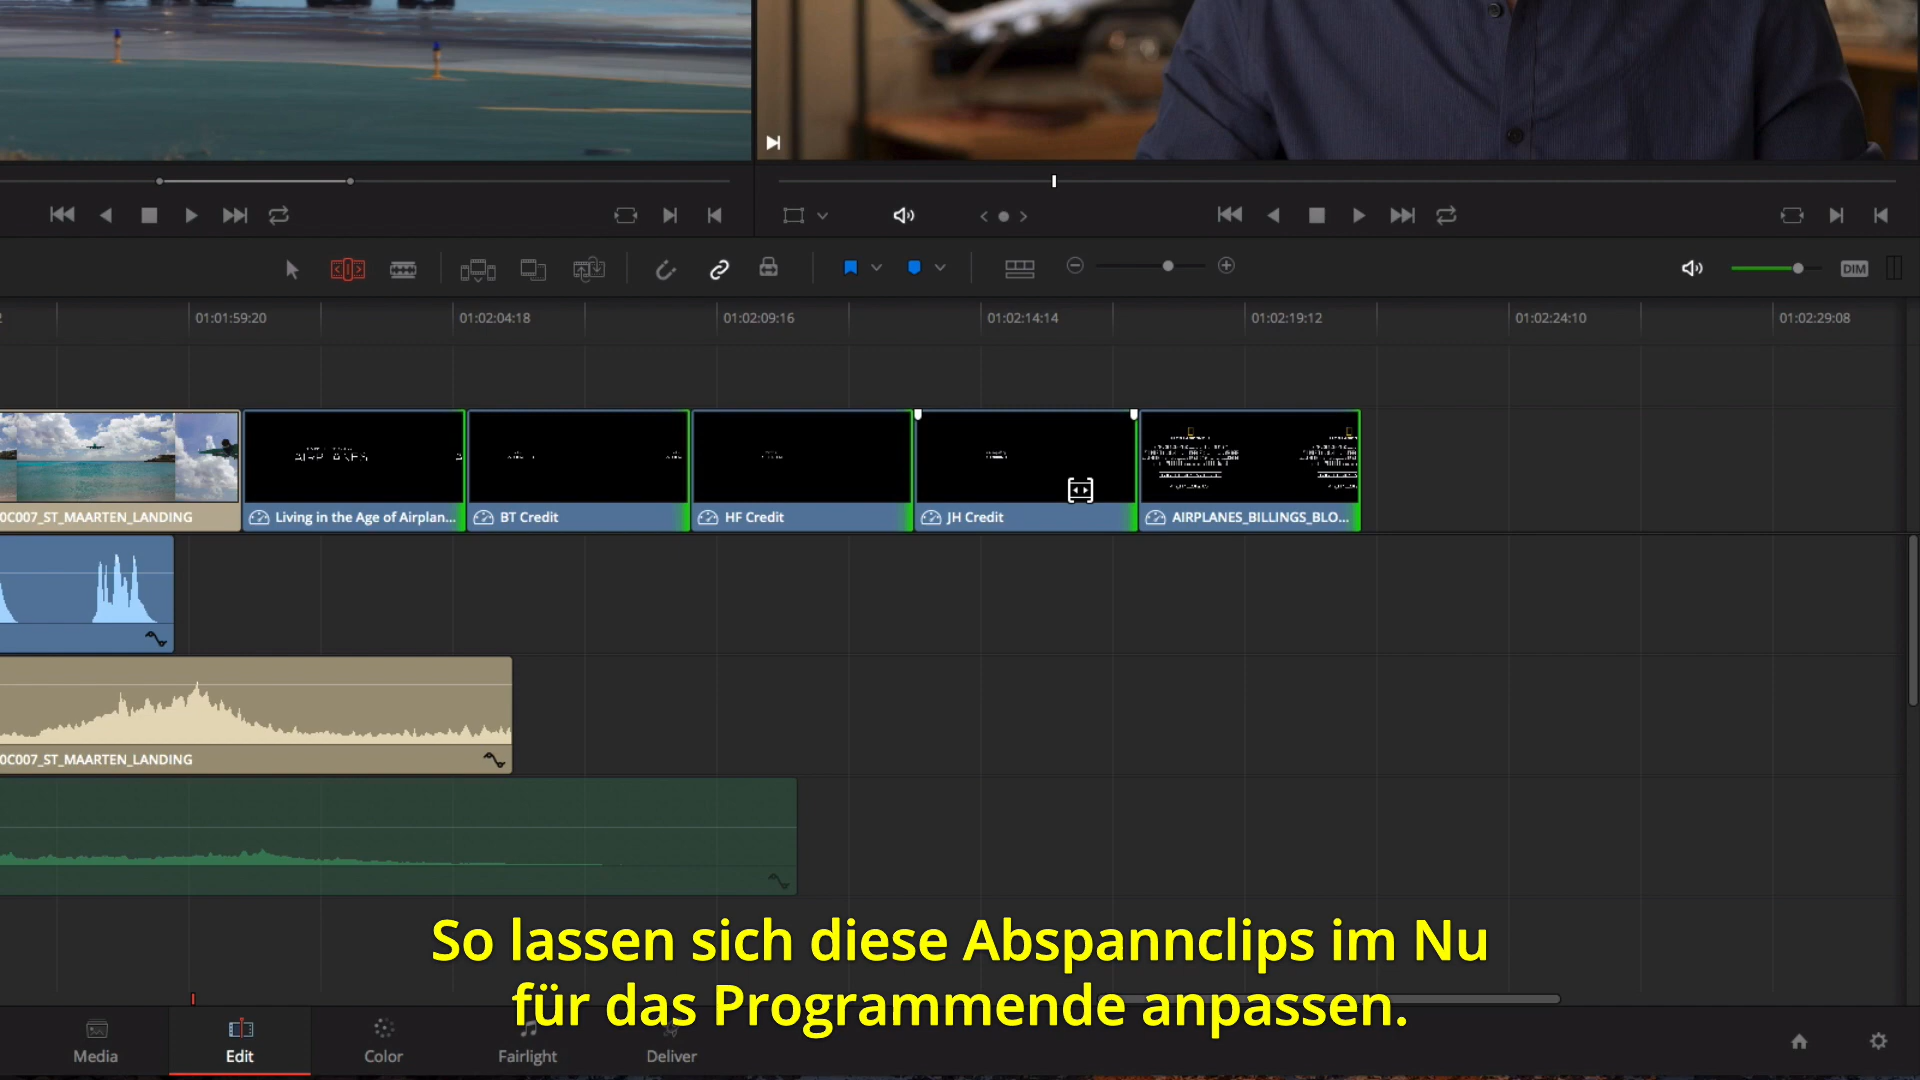 DIM
01:01:59:20
01:02:04:18
01:02:09:16
01:02:14:14
01:02:19:12
01:02:24:10
01:02:29:08
0C007_ST_MAARTEN_LANDING
Living in the Age of Airplan...
BT Credit
HF Credit
JH Credit
AIRPLANES_BILLINGS_BLO...
0C007_ST_MAARTEN_LANDING
So lassen sich diese Abspannclips im Nu
für das Programmende anpassen.
Media
Edit
Color
Fairlight
Deliver